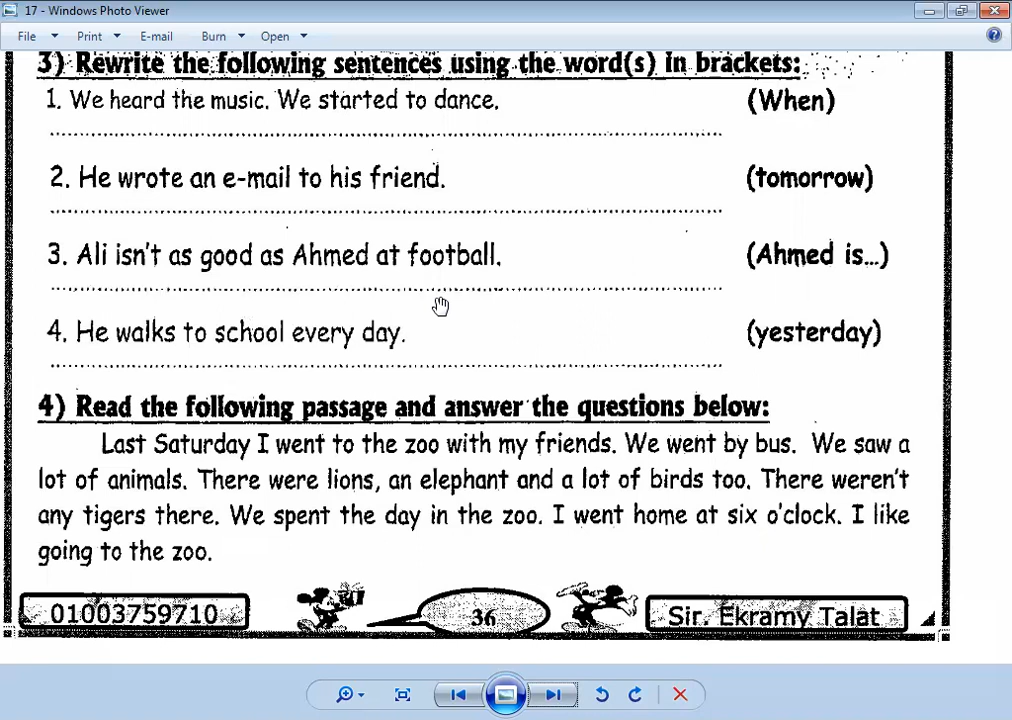 17 - Windows Photo Viewer
File Print E-mail Burn Open
3) Rewrite the following sentences using the word(s) in brackets:
1. We heard the music. We started to dance. (When)
2. He wrote an e-mail to his friend. (tomorrow)
3. Ali isn't as good as Ahmed at football. (Ahmed is...)
4. He walks to school every day. (yesterday)
4) Read the following passage and answer the questions below:
Last Saturday I went to the zoo with my friends. We went by bus. We saw a
lot of animals. There were lions, an elephant and a lot of birds too. There weren't
any tigers there. We spent the day in the zoo. I went home at six o'clock. I like
going to the zoo.
01003759710 36 Sir. Ekramy Talat